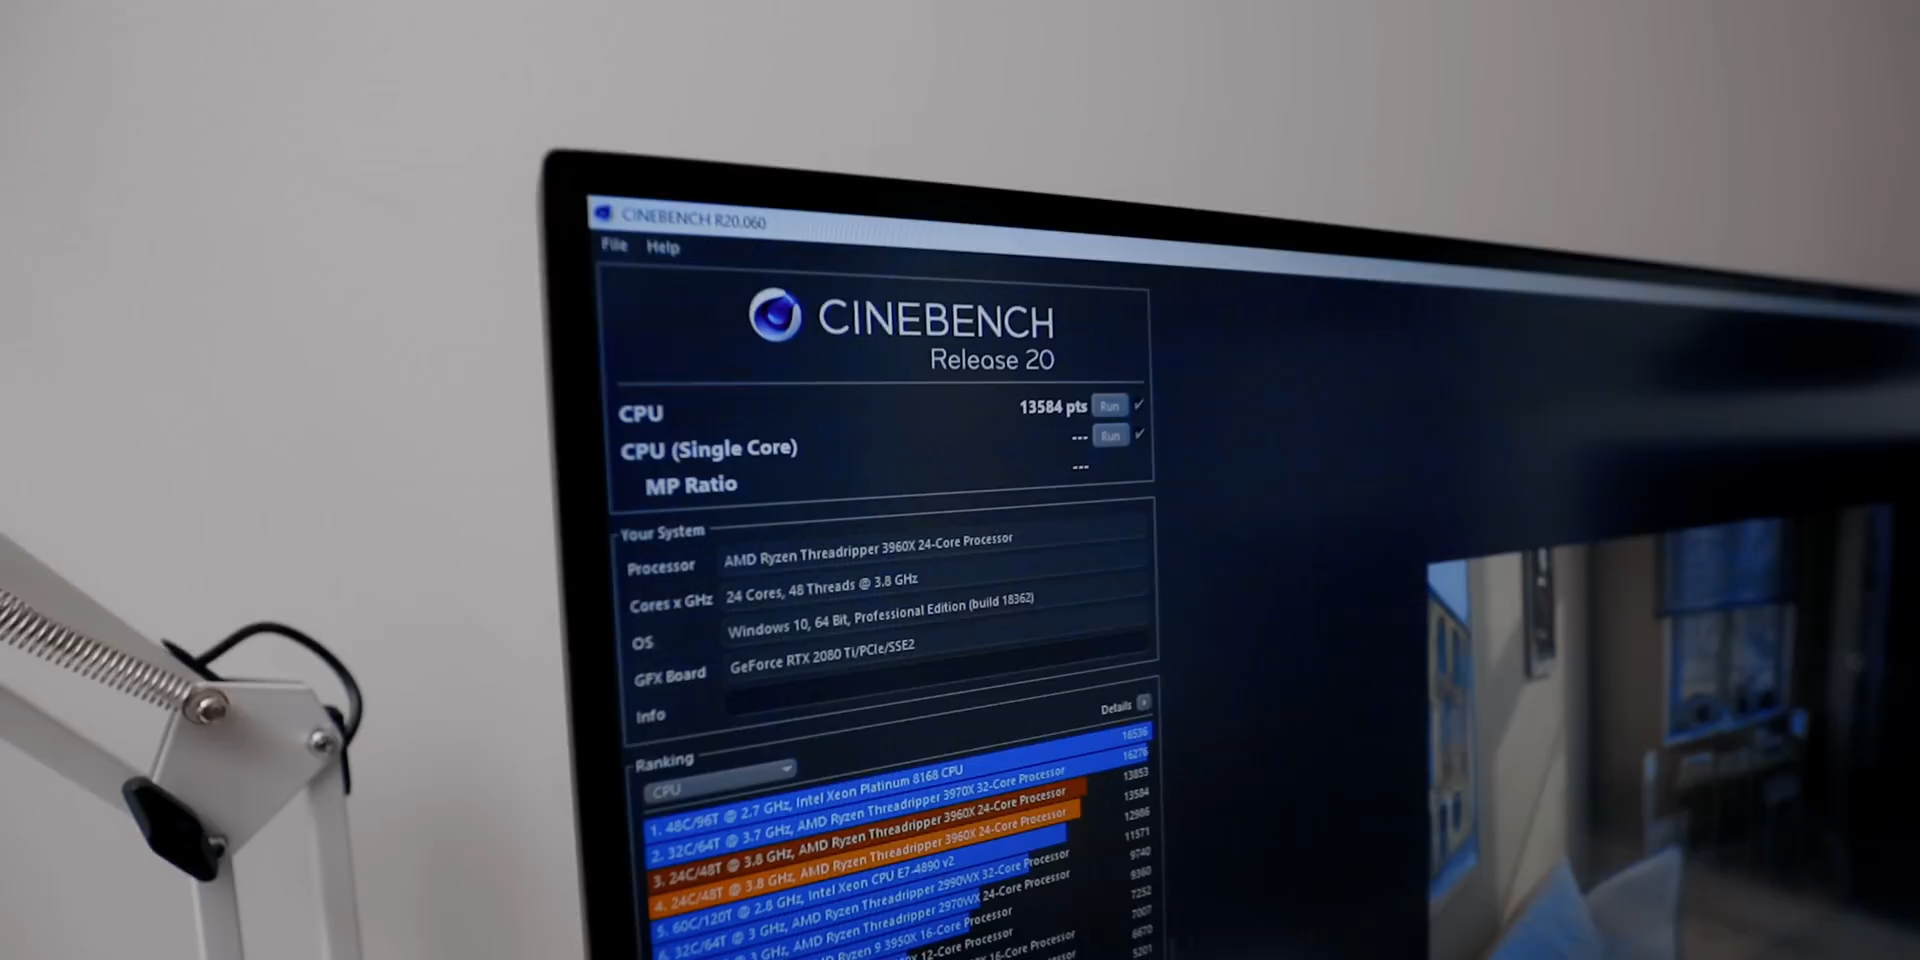 CINEBENCH R20.060
File Help
CINEBENCH
Release 20
CPU 13584 pts Run
CPU (Single Core) --- Run
MP Ratio ---
Your System
Processor AMD Ryzen Threadripper 3960X 24-Core Processor
Cores x GHz 24 Cores, 48 Threads @ 3.8 GHz
OS Windows 10, 64 Bit, Professional Edition (build 18362)
GFX Board GeForce RTX 2080 Ti/PCIe/SSE2
Info
Ranking Details
CPU
1. 48C/96T @ 2.7 GHz, Intel Xeon Platinum 8168 CPU 16536
2. 32C/64T @ 3.7 GHz, AMD Ryzen Threadripper 3970X 32-Core Processor 16276
3. 24C/48T @ 3.8 GHz, AMD Ryzen Threadripper 3960X 24-Core Processor 13853
4. 24C/48T @ 3.8 GHz, AMD Ryzen Threadripper 3960X 24-Core Processor 13584
5. 60C/120T @ 2.8 GHz, Intel Xeon CPU E7-4890 v2 12986
6. 32C/64T @ 3 GHz, AMD Ryzen Threadripper 2990WX 32-Core Processor 11571
@ 3 GHz, AMD Ryzen Threadripper 2970WX 24-Core Processor 9740
AMD Ryzen 9 3950X 16-Core Processor 9360
12-Core Processor 7252
16-Core Processor 7007
Processor 6670
5201